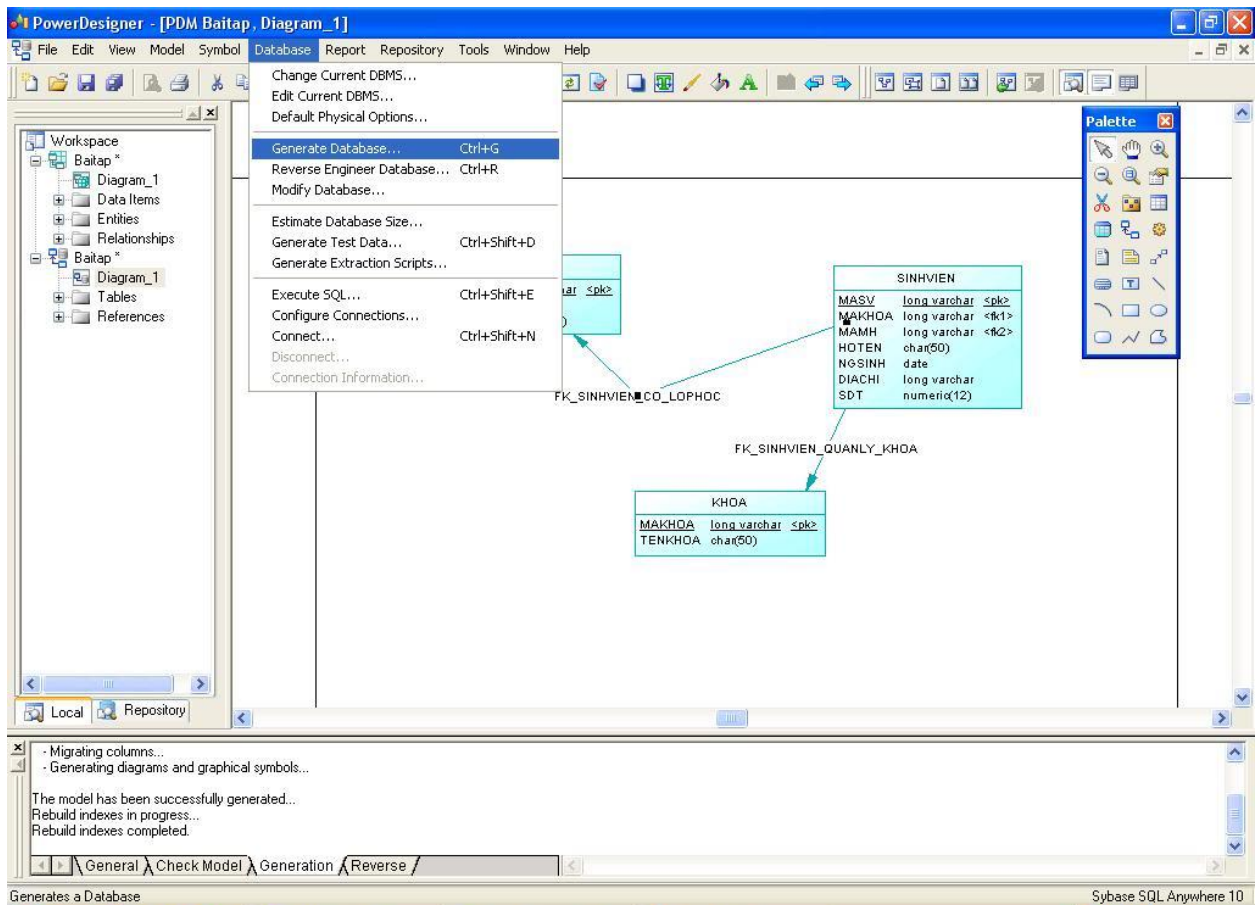 PowerDesigner - [PDM Baitap, Diagram_1]
File Edit View Model Symbol Database Report Repository Tools Window Help
Change Current DBMS...
Edit Current DBMS...
Default Physical Options...
Generate Database... Ctrl+G
Reverse Engineer Database... Ctrl+R
Modify Database...
Estimate Database Size...
Generate Test Data... Ctrl+Shift+D
Generate Extraction Scripts...
Execute SQL... Ctrl+Shift+E
Configure Connections...
Connect... Ctrl+Shift+N
Disconnect...
Connection Information...
Workspace
Baitap *
Diagram_1
Data Items
Entities
Relationships
Baitap *
Diagram_1
Tables
References
Local Repository
Palette
<pk>
SINHVIEN
MASV long varchar <pk>
MAKHOA long varchar <fk1>
MAMH long varchar <fk2>
HOTEN char(50)
NGSINH date
DIACHI long varchar
SDT numeric(12)
FK_SINHVIEN_CO_LOPHOC
FK_SINHVIEN_QUANLY_KHOA
KHOA
MAKHOA long varchar <pk>
TENKHOA char(50)
- Migrating columns...
- Generating diagrams and graphical symbols...
The model has been successfully generated...
Rebuild indexes in progress...
Rebuild indexes completed.
General Check Model Generation Reverse
Generates a Database
Sybase SQL Anywhere 10